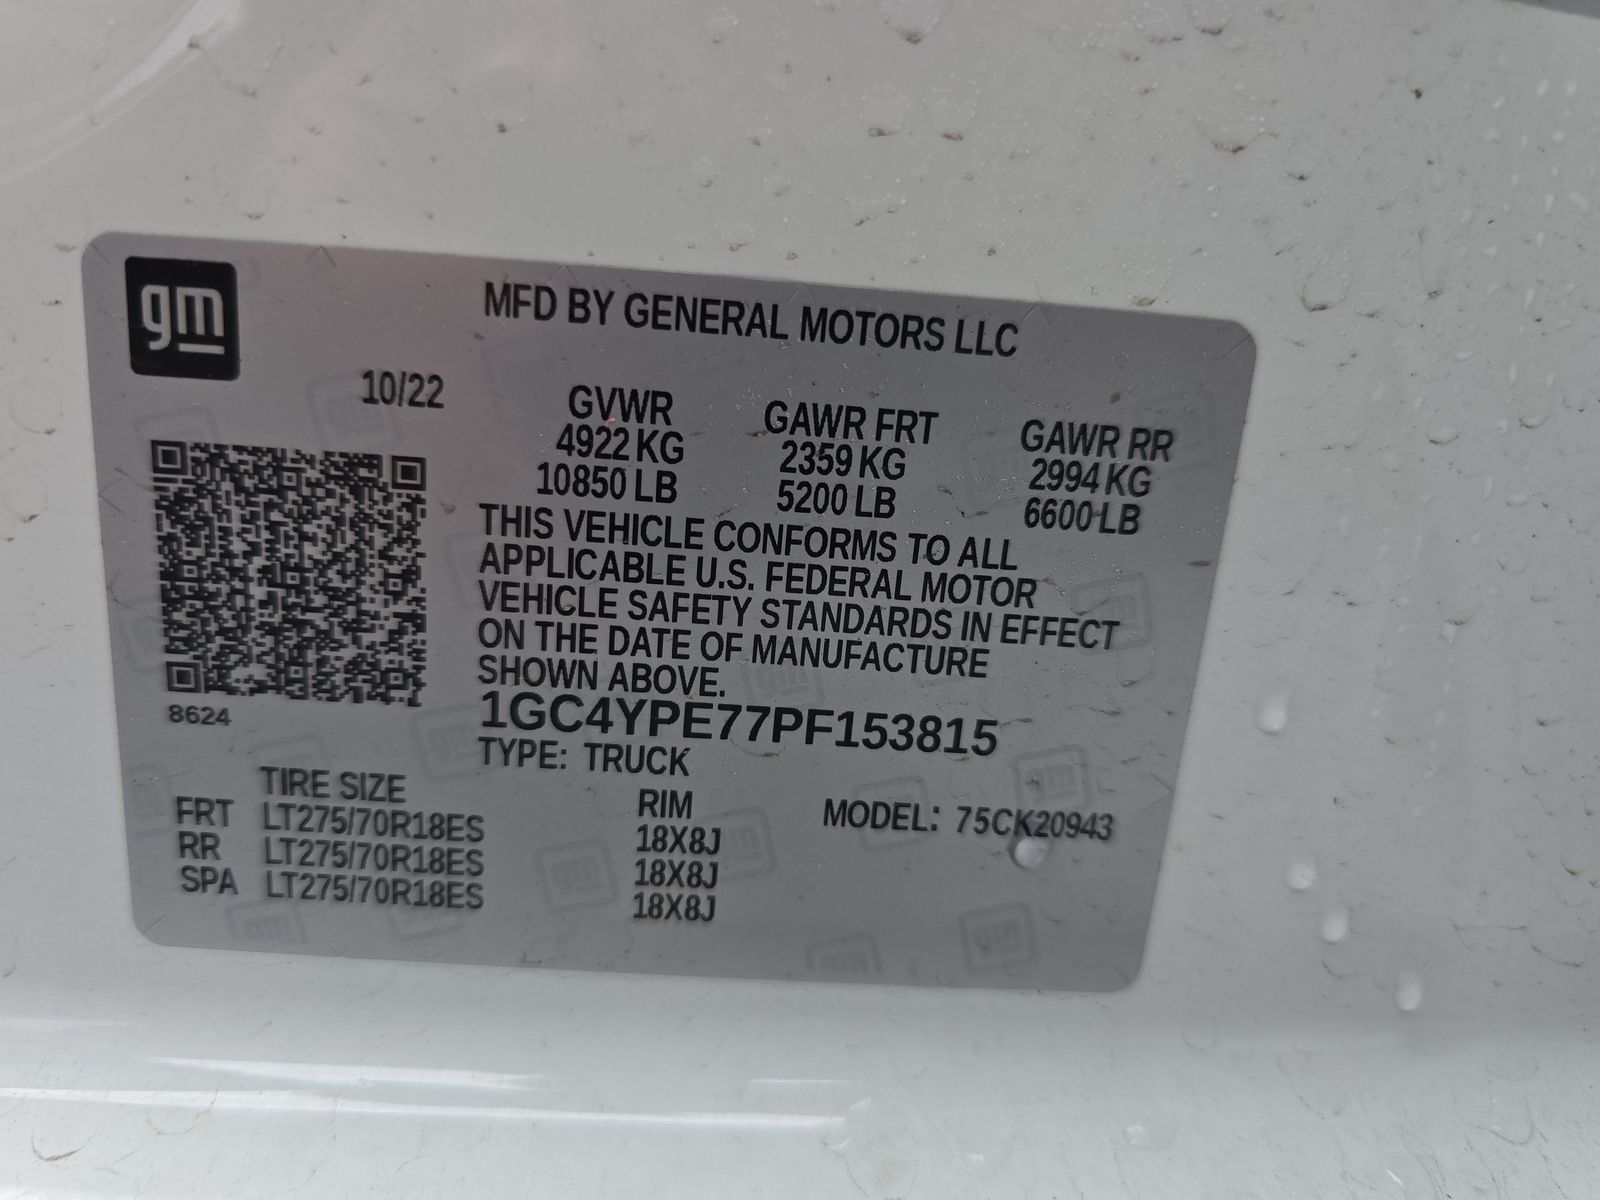 gm
MFD BY GENERAL MOTORS LLC
10/22
GVWR GAWR FRT GAWR RR
4922 KG 2359 KG 2994 KG
10850 LB 5200 LB 6600 LB
THIS VEHICLE CONFORMS TO ALL
APPLICABLE U.S. FEDERAL MOTOR
VEHICLE SAFETY STANDARDS IN EFFECT
ON THE DATE OF MANUFACTURE
SHOWN ABOVE.
8624
1GC4YPE77PF153815
TYPE: TRUCK
TIRE SIZE RIM MODEL: 75CK20943
FRT LT275/70R18ES 18X8J
RR LT275/70R18ES 18X8J
SPA LT275/70R18ES 18X8J